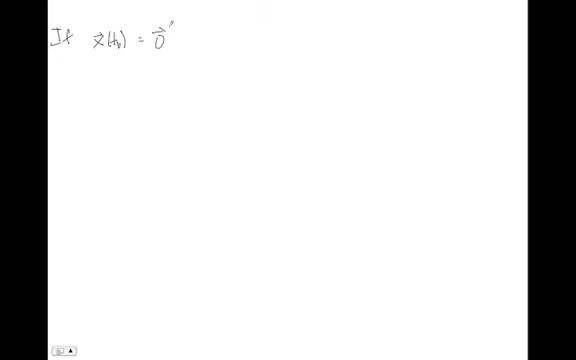 If x⃗(t₀) = 0⃗